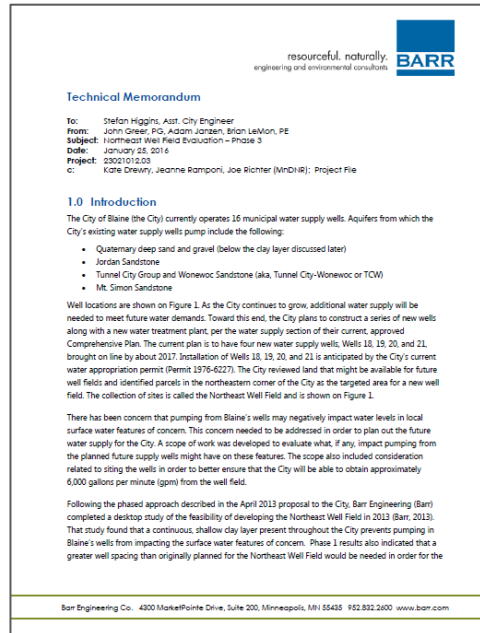 resourceful. naturally.
engineering and environmental consultants
BARR
Technical Memorandum
To: Stefan Higgins, Asst. City Engineer
From: John Greer, PG, Adam Janzen, Brian LeMon, PE
Subject: Northeast Well Field Evaluation – Phase 3
Date: January 25, 2016
Project: 23021012.03
c: Kate Drewry, Jeanne Ramponi, Joe Richter (MnDNR); Project File
1.0 Introduction
The City of Blaine (the City) currently operates 16 municipal water supply wells. Aquifers from which the
City's existing water supply wells pump include the following:
• Quaternary deep sand and gravel (below the clay layer discussed later)
• Jordan Sandstone
• Tunnel City Group and Wonewoc Sandstone (aka, Tunnel City-Wonewoc or TCW)
• Mt. Simon Sandstone
Well locations are shown on Figure 1. As the City continues to grow, additional water supply will be
needed to meet future water demands. Toward this end, the City plans to construct a series of new wells
along with a new water treatment plant, per the water supply section of their current, approved
Comprehensive Plan. The current plan is to have four new water supply wells, Wells 18, 19, 20, and 21,
brought on line by about 2017. Installation of Wells 18, 19, 20, and 21 is anticipated by the City's current
water appropriation permit (Permit 1976-6227). The City reviewed land that might be available for future
well fields and identified parcels in the northeastern corner of the City as the targeted area for a new well
field. The collection of sites is called the Northeast Well Field and is shown on Figure 1.
There has been concern that pumping from Blaine's wells may negatively impact water levels in local
surface water features of concern. This concern needed to be addressed in order to plan out the future
water supply for the City. A scope of work was developed to evaluate what, if any, impact pumping from
the planned future supply wells might have on these features. The scope also included consideration
related to siting the wells in order to better ensure that the City will be able to obtain approximately
6,000 gallons per minute (gpm) from the well field.
Following the phased approach described in the April 2013 proposal to the City, Barr Engineering (Barr)
completed a desktop study of the feasibility of developing the Northeast Well Field in 2013 (Barr, 2013).
That study found that a continuous, shallow clay layer present throughout the City prevents pumping in
Blaine's wells from impacting the surface water features of concern. Phase 1 results also indicated that a
greater well spacing than originally planned for the Northeast Well Field would be needed in order for the
Barr Engineering Co. 4300 MarketPointe Drive, Suite 200, Minneapolis, MN 55435 952.832.2600 www.barr.com